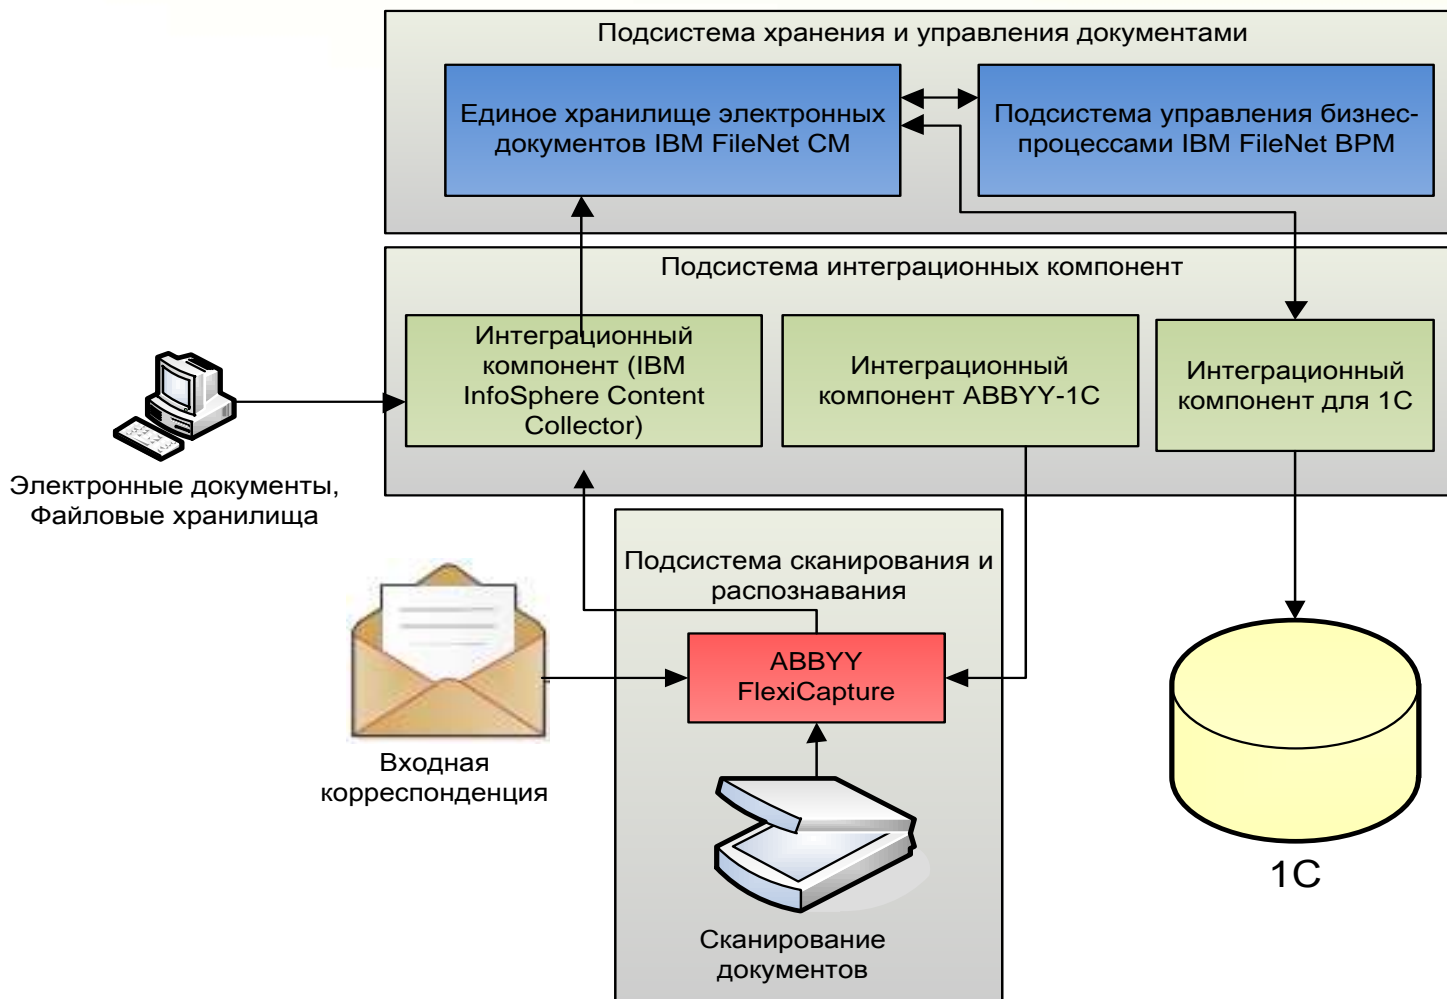 Подсистема хранения и управления документами
Единое хранилище электронных
документов IBM FileNet CM
Подсистема управления бизнес-
процессами IBM FileNet BPM
Подсистема интеграционных компонент
Интеграционный
компонент (IBM
InfoSphere Content
Collector)
Интеграционный
компонент ABBYY-1C
Интеграционный
компонент для 1С
Электронные документы,
Файловые хранилища
Подсистема сканирования и
распознавания
ABBYY
FlexiCapture
Входная
корреспонденция
Сканирование
документов
1C